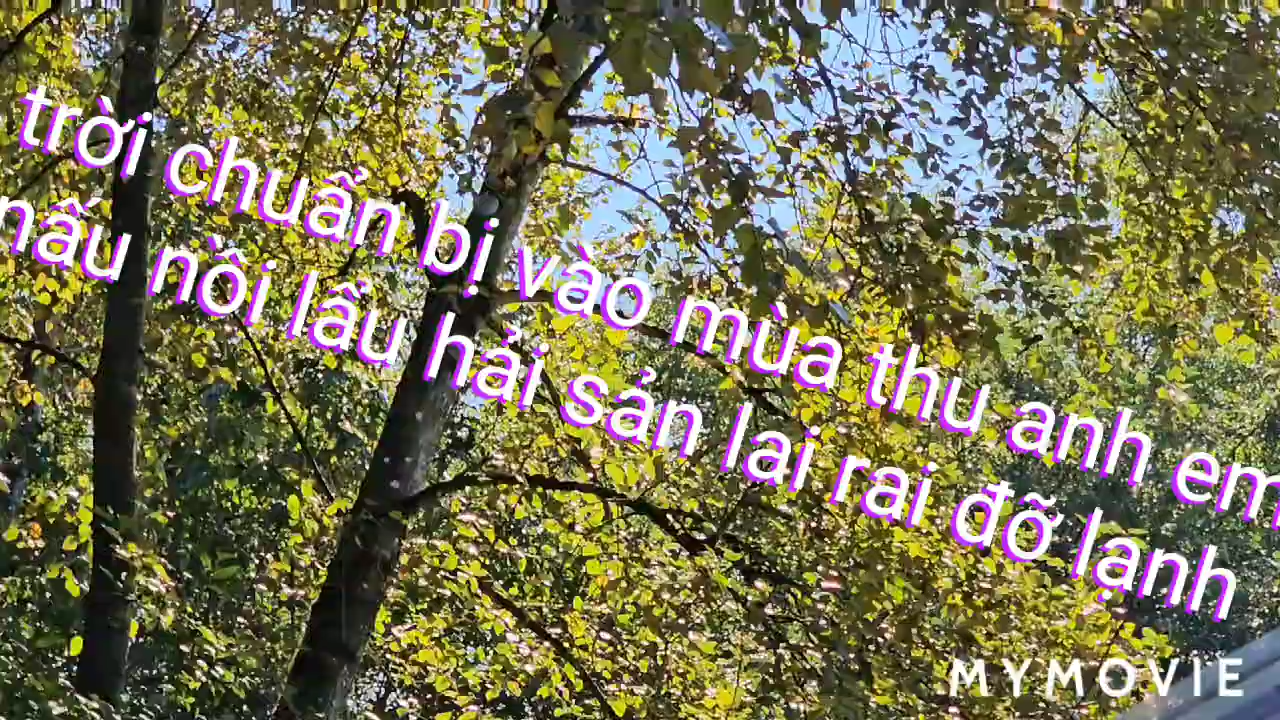 trời chuẩn bị vào mùa thu anh em
nấu nồi lẩu hải sản lai rai đỡ lạnh
MYMOVIE